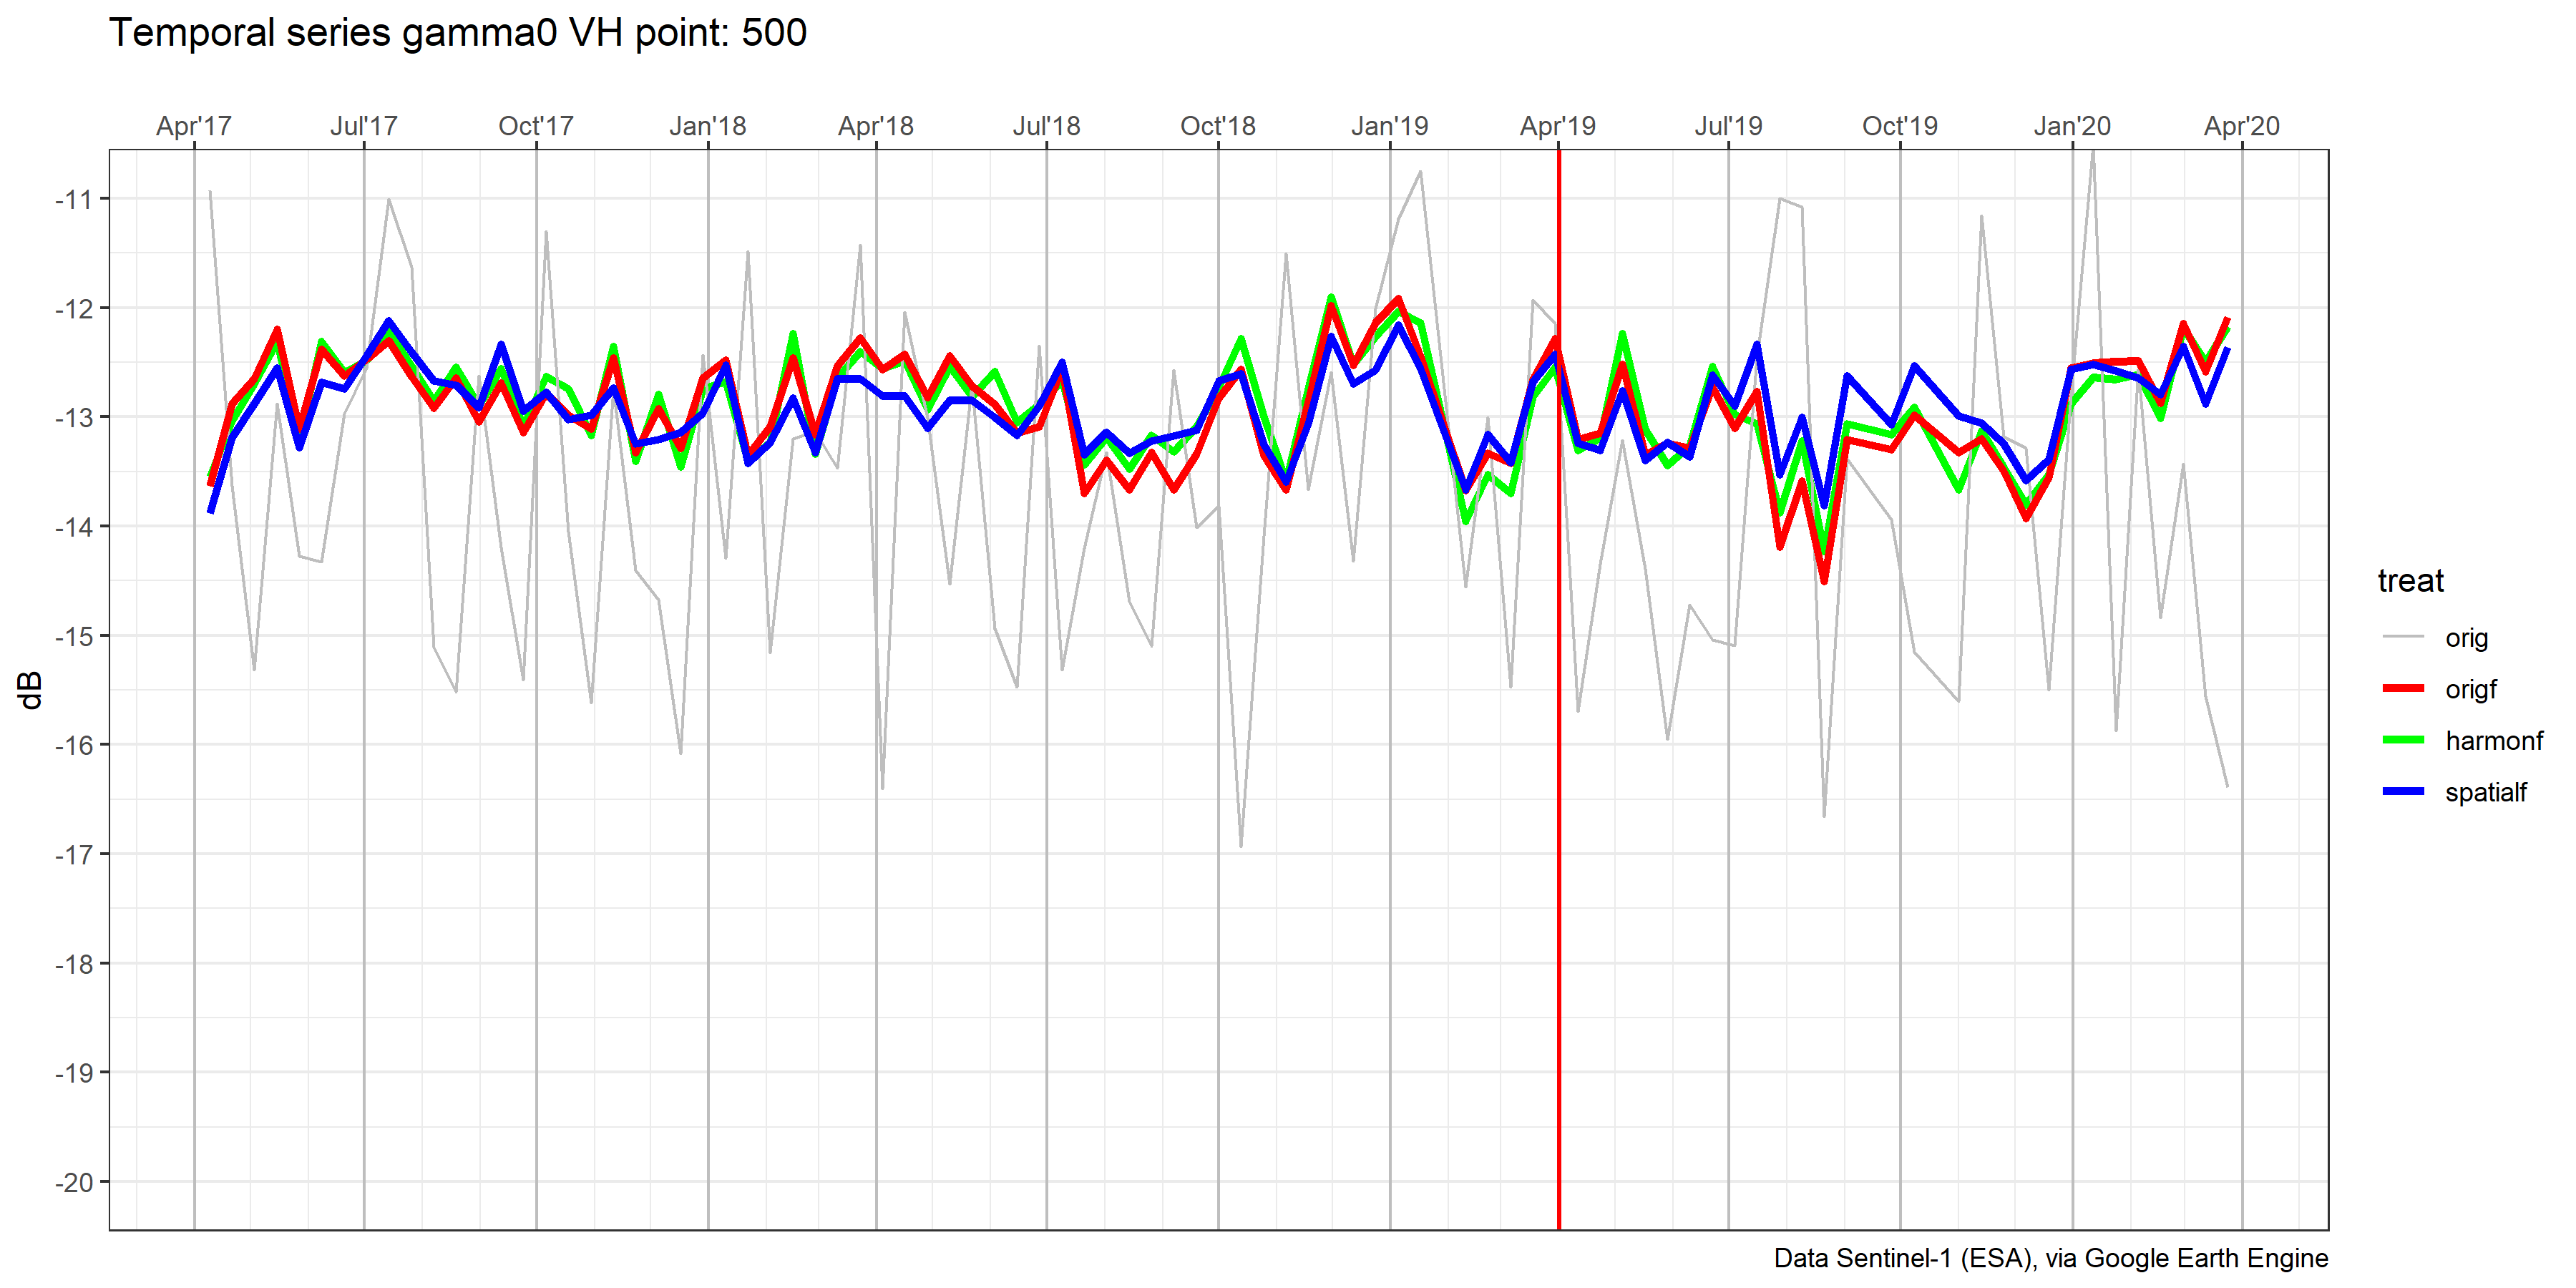 Temporal series gamma0 VH point: 500
Apr'17 Jul'17 Oct'17 Jan'18 Apr'18 Jul'18 Oct'18 Jan'19 Apr'19 Jul'19 Oct'19 Jan'20 Apr'20
-11
-12
-13
-14
-15
-16
-17
-18
-19
-20
dB
treat
orig
origf
harmonf
spatialf
Data Sentinel-1 (ESA), via Google Earth Engine